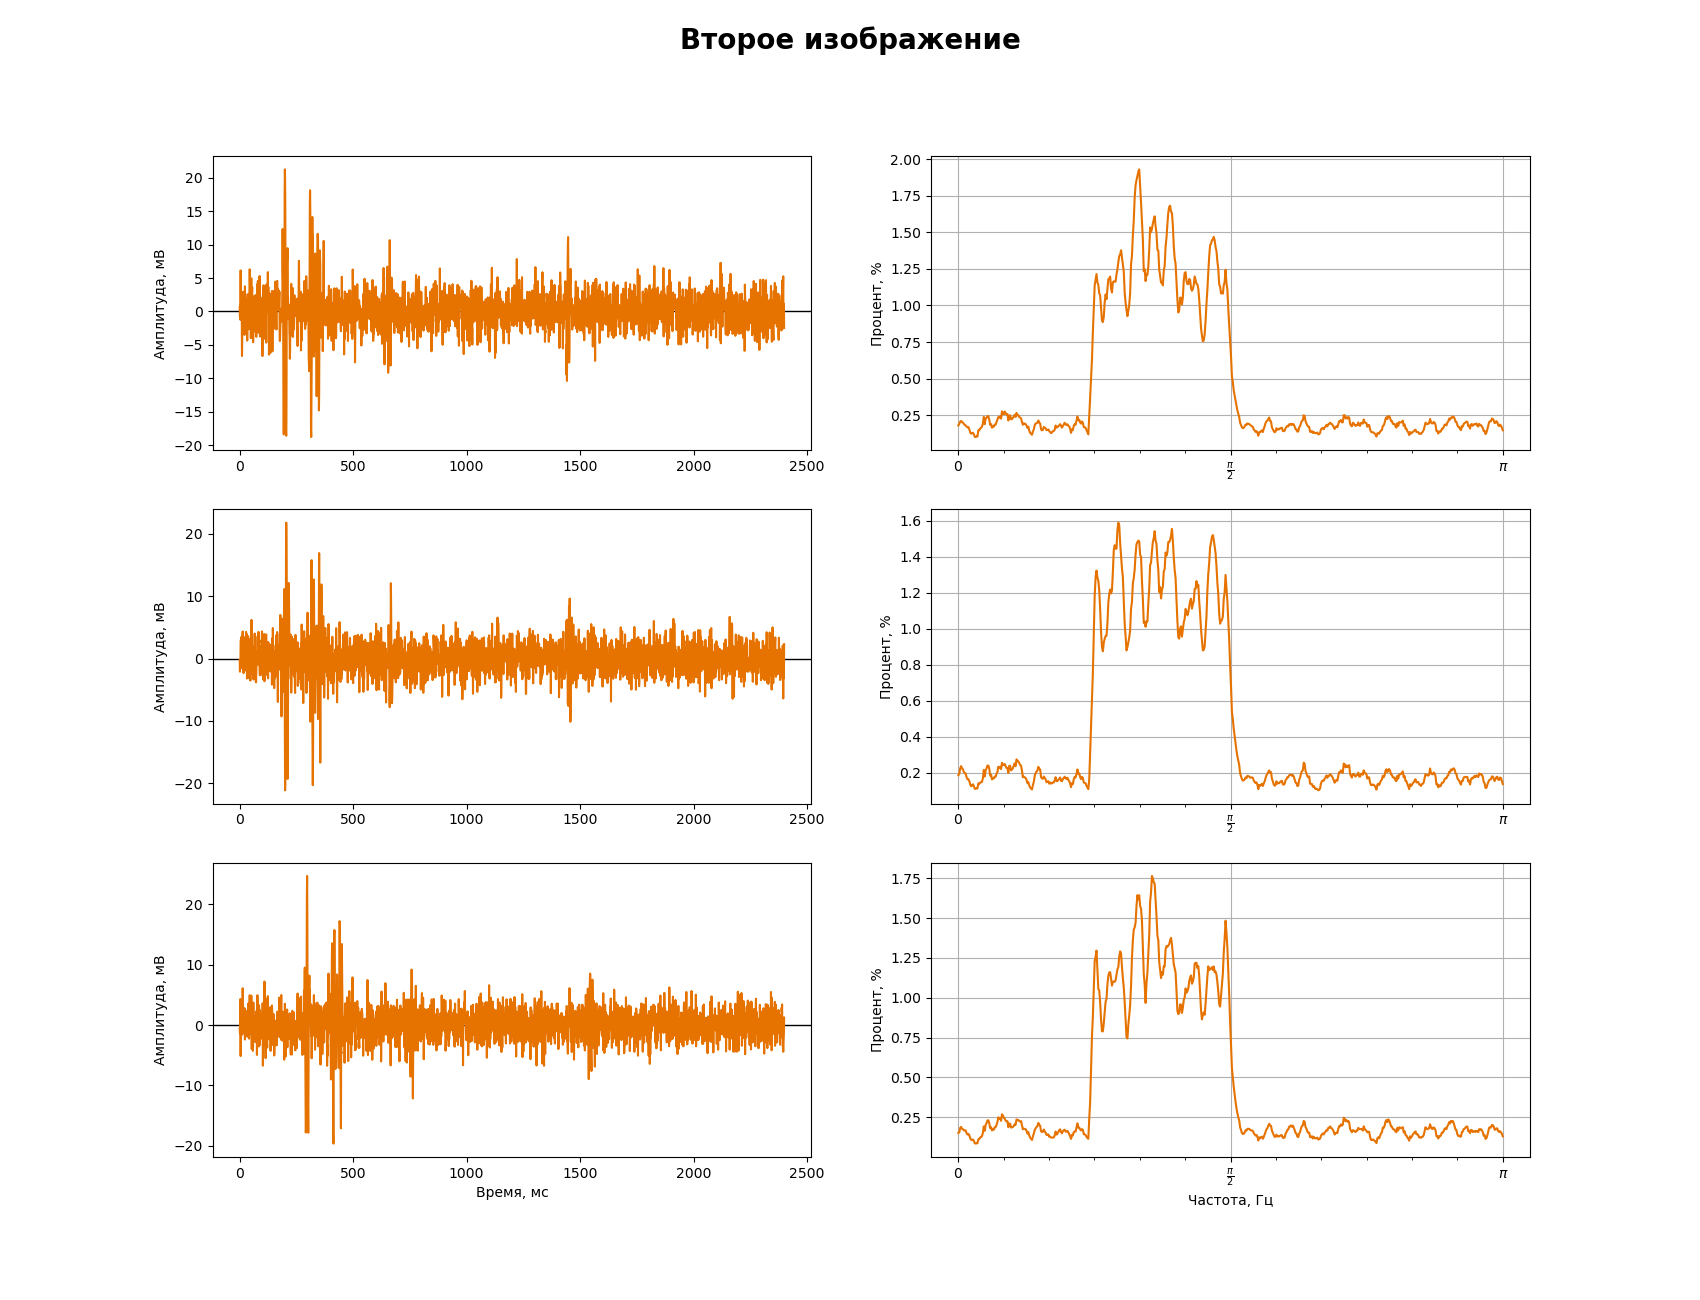 Второе изображение
Амплитуда, мВ
20
15
10
5
0
−5
−10
−15
−20
0 500 1000 1500 2000 2500
Процент, %
2.00
1.75
1.50
1.25
1.00
0.75
0.50
0.25
0 π/2 π
Амплитуда, мВ
20
10
0
−10
−20
0 500 1000 1500 2000 2500
Процент, %
1.6
1.4
1.2
1.0
0.8
0.6
0.4
0.2
0 π/2 π
Амплитуда, мВ
20
10
0
−10
−20
0 500 1000 1500 2000 2500
Время, мс
Процент, %
1.75
1.50
1.25
1.00
0.75
0.50
0.25
0 π/2 π
Частота, Гц